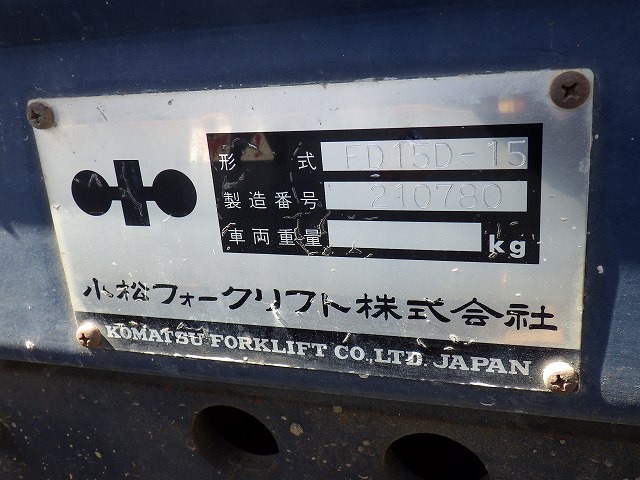 形 式 FD15D-15
製造番号 210780
車両重量 kg
小松フォークリフト株式会社
KOMATSU FORKLIFT CO.,LTD. JAPAN